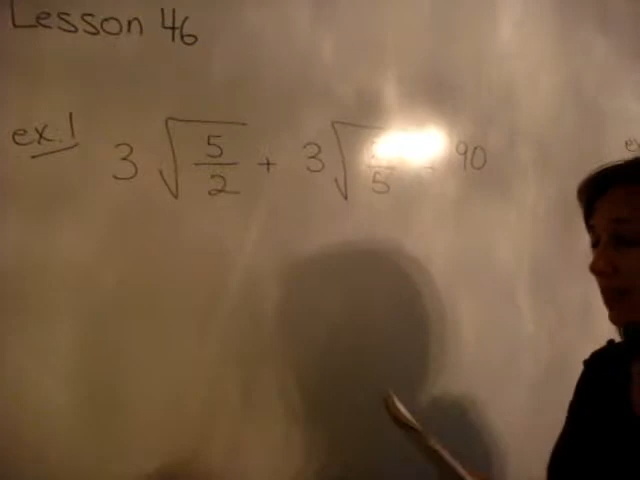 Lesson 46
ex.1 3 √5/2 + 3 √ /5 - 90